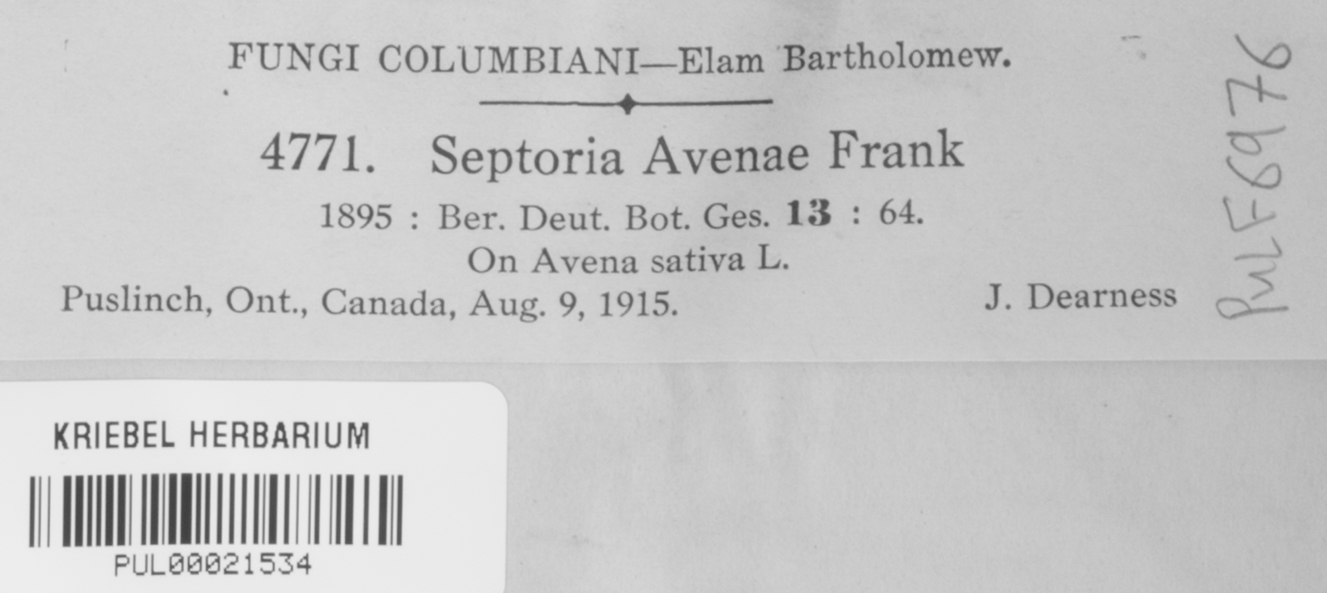 FUNGI COLUMBIANI—Elam Bartholomew.
4771. Septoria Avenae Frank
1895 : Ber. Deut. Bot. Ges. 13 : 64.
On Avena sativa L.
Puslinch, Ont., Canada, Aug. 9, 1915. J. Dearness
PULF6976
KRIEBEL HERBARIUM
PUL00021534